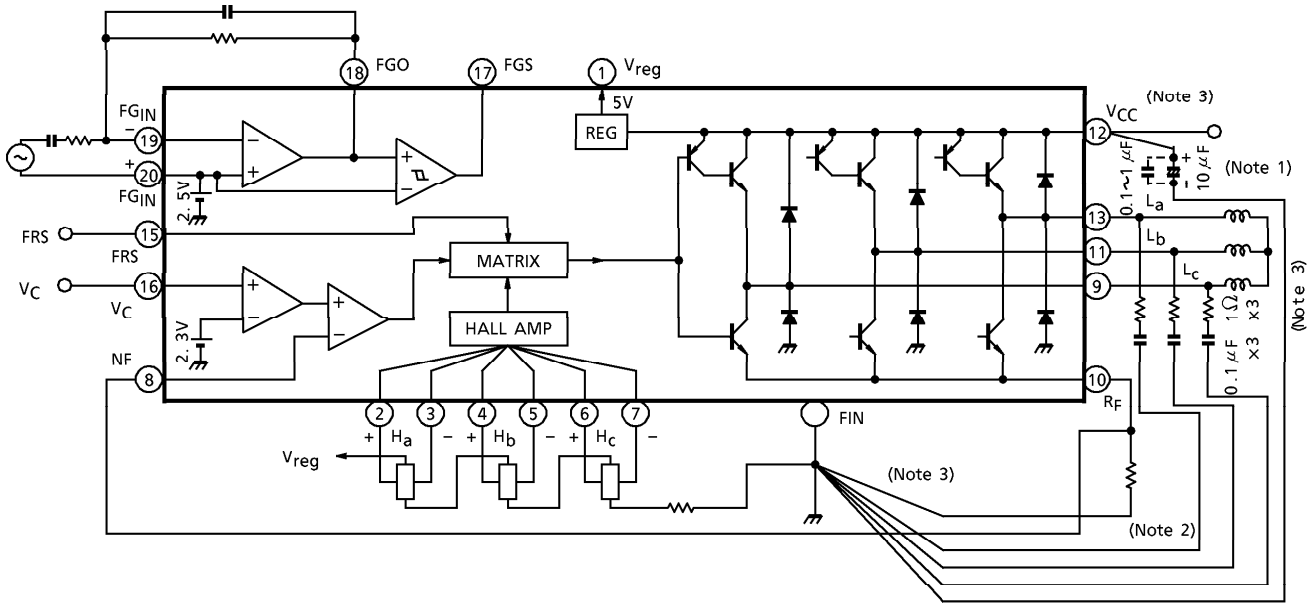 18 FGO
17 FGS
1 Vreg
5V
REG
FGIN
− 19
+ 20
FGIN
2. 5V
− +
+ −
FRS 15
FRS
VC 16
VC
+ −
+ −
2. 3V
NF
8
MATRIX
HALL AMP
2 3 4 5 6 7
+ Ha − + Hb − + Hc −
Vreg
FIN
VCC (Note 3)
12
0.1~1 μF
+ −
10 μF
(Note 1)
La
13
Lb
11
Lc
9
1Ω ×3
0.1 μF ×3
(Note 3)
10
RF
(Note 3)
(Note 2)